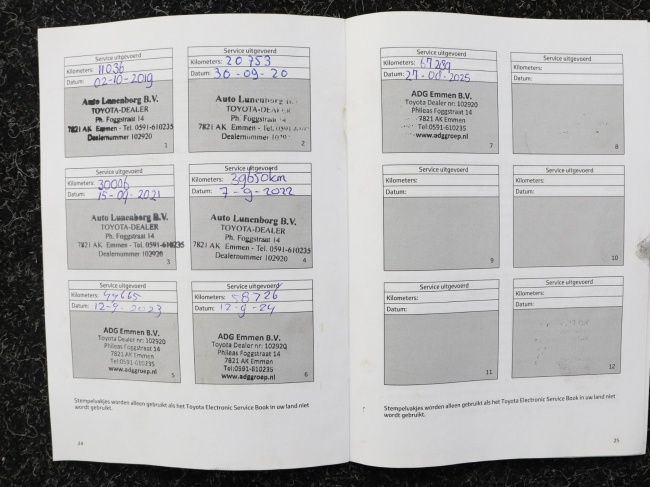 Service uitgevoerd
Kilometers: 11036
Datum: 02-10-2019
Auto Lunenborg B.V.
TOYOTA-DEALER
Ph. Foggstraat 14
7821 AK Emmen - Tel. 0591-610235
Dealernummer 102920
1
Service uitgevoerd
Kilometers: 20753
Datum: 30-09-20
Auto Lunenborg B.V.
TOYOTA-DEALER
Ph. Foggstraat 14
7821 AK Emmen - Tel.
Dealernummer
2
Service uitgevoerd
Kilometers: 30006
Datum: 15-09-2021
Auto Lunenborg B.V.
TOYOTA-DEALER
Ph. Foggstraat 14
7821 AK Emmen - Tel. 0591-610235
Dealernummer 102920
3
Service uitgevoerd
Kilometers: 39650km
Datum: 7-9-2022
Auto Lunenborg B.V.
TOYOTA-DEALER
Ph. Foggstraat 14
7821 AK Emmen - Tel. 0591-610235
Dealernummer 102920
4
Service uitgevoerd
Kilometers: 49665
Datum: 12-9-2023
ADG Emmen B.V.
Toyota Dealer nr: 102920
Phileas Foggstraat 14
7821 AK Emmen
Tel:0591-610235
www.adggroep.nl
5
Service uitgevoerd
Kilometers: 58726
Datum: 12-9-24
ADG Emmen B.V.
Toyota Dealer nr: 102920
Phileas Foggstraat 14
7821 AK Emmen
Tel:0591-610235
www.adggroep.nl
6
Stempelvakjes worden alleen gebruikt als het Toyota Electronic Service Book in uw land niet
wordt gebruikt.
24
Service uitgevoerd
Kilometers: 67289
Datum: 2025
ADG Emmen B.V.
Toyota Dealer nr: 102920
Phileas Foggstraat 14
7821 AK Emmen
Tel:0591-610235
www.adggroep.nl
7
Service uitgevoerd
Kilometers:
Datum:
8
Service uitgevoerd
Kilometers:
Datum:
9
Service uitgevoerd
Kilometers:
Datum:
10
Service uitgevoerd
Kilometers:
Datum:
11
Service uitgevoerd
Kilometers:
Datum:
12
Stempelvakjes worden alleen gebruikt als het Toyota Electronic Service Book in uw land niet
wordt gebruikt.
25